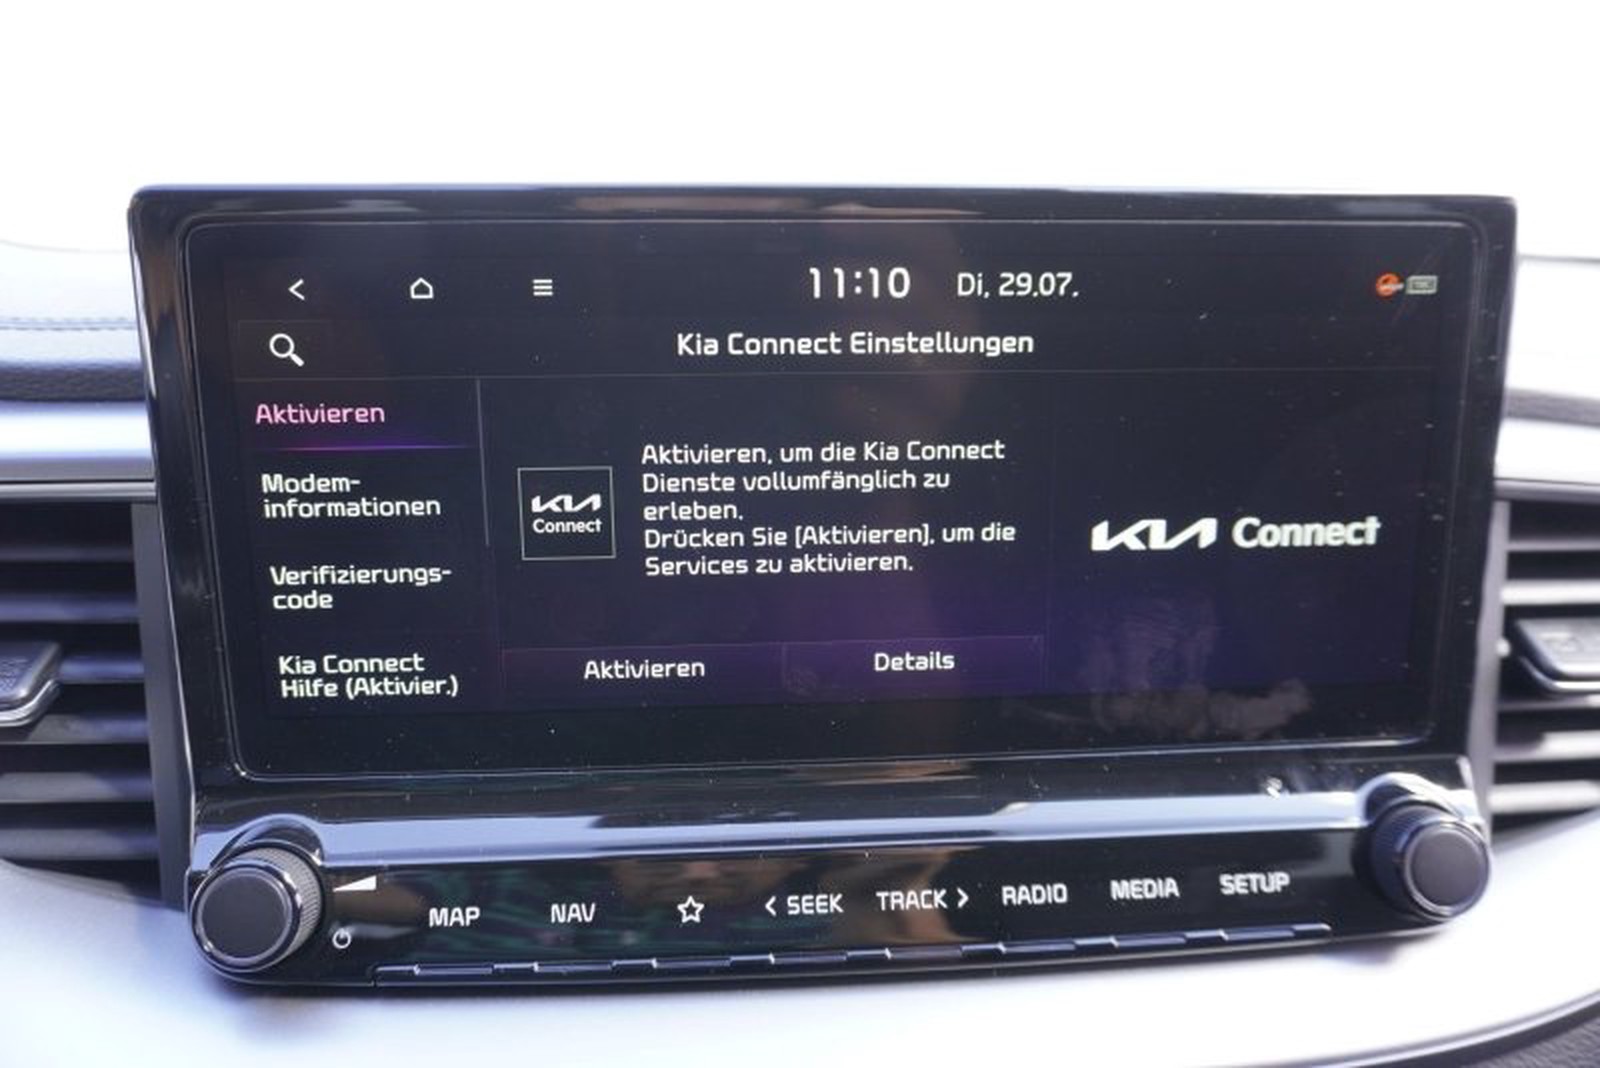 11:10 Di, 29.07.
Kia Connect Einstellungen
Aktivieren
Modem-
informationen
Verifizierungs-
code
Kia Connect
Hilfe (Aktivier.)
KIA
Connect
Aktivieren, um die Kia Connect
Dienste vollumfänglich zu
erleben.
Drücken Sie [Aktivieren], um die
Services zu aktivieren.
Aktivieren
Details
KIA Connect
MAP NAV < SEEK TRACK > RADIO MEDIA SETUP